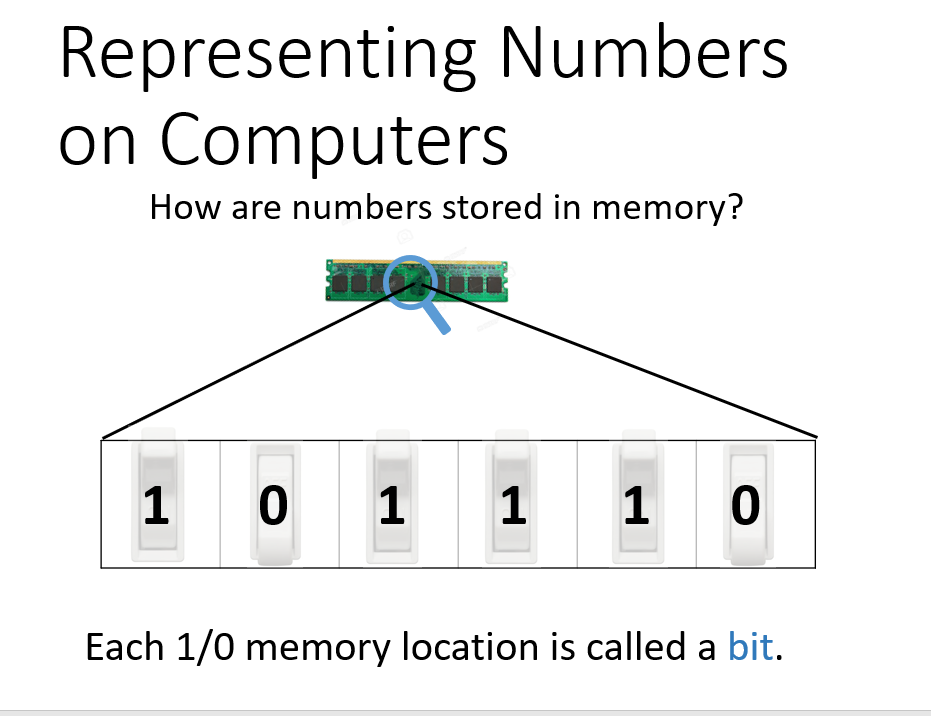 Representing Numbers
on Computers
How are numbers stored in memory?
1 0 1 1 1 0
Each 1/0 memory location is called a bit.